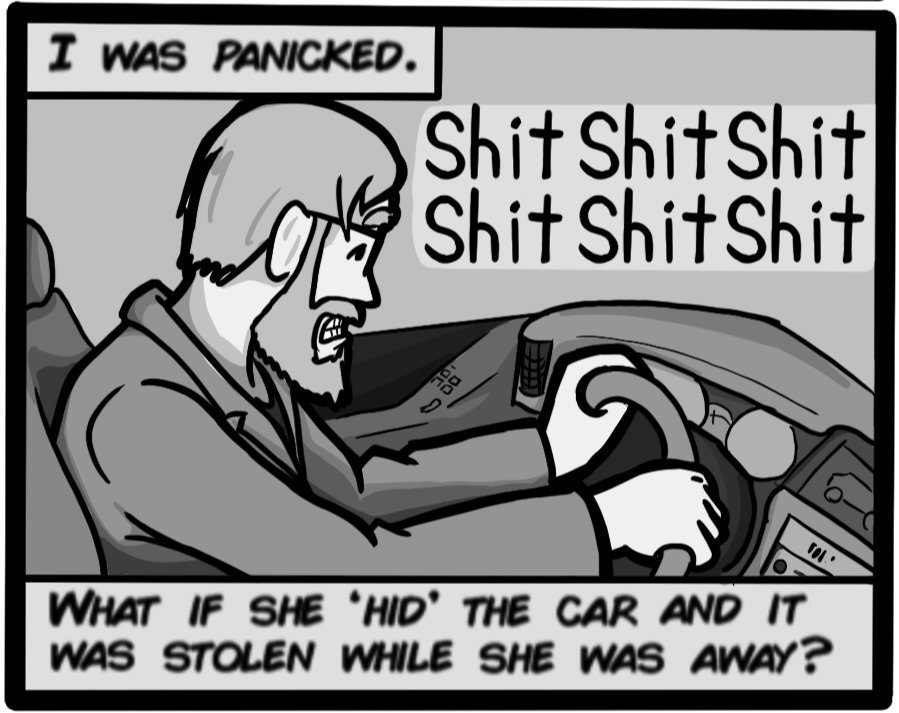 I WAS PANICKED.
Shit Shit Shit
Shit Shit Shit
VOL.
WHAT IF SHE 'HID' THE CAR AND IT
WAS STOLEN WHILE SHE WAS AWAY?